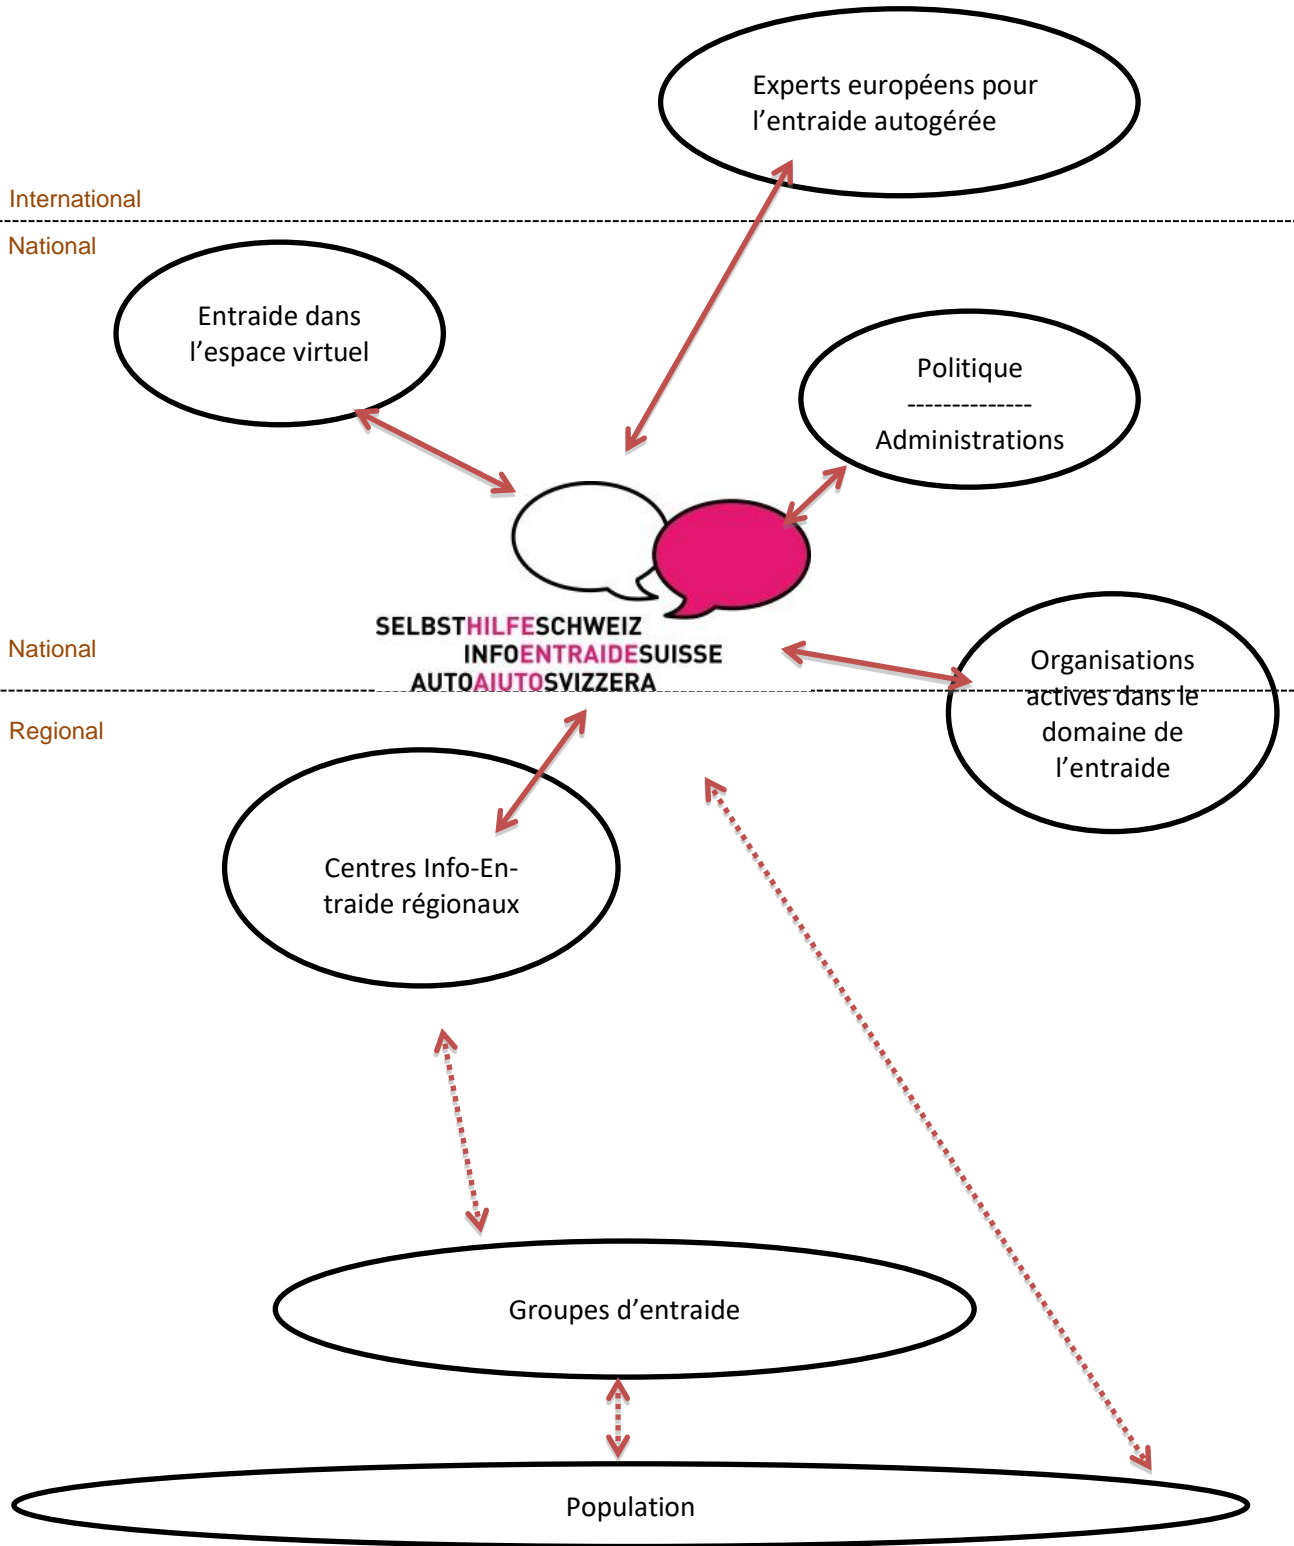 Experts européens pour
l’entraide autogérée
International
National
Entraide dans
l’espace virtuel
Politique
--------------
Administrations
SELBSTHILFESCHWEIZ
INFOENTRAIDESUISSE
AUTOAIUTOSVIZZERA
National
Organisations
actives dans le
domaine de
l’entraide
Regional
Centres Info-En-
traide régionaux
Groupes d’entraide
Population